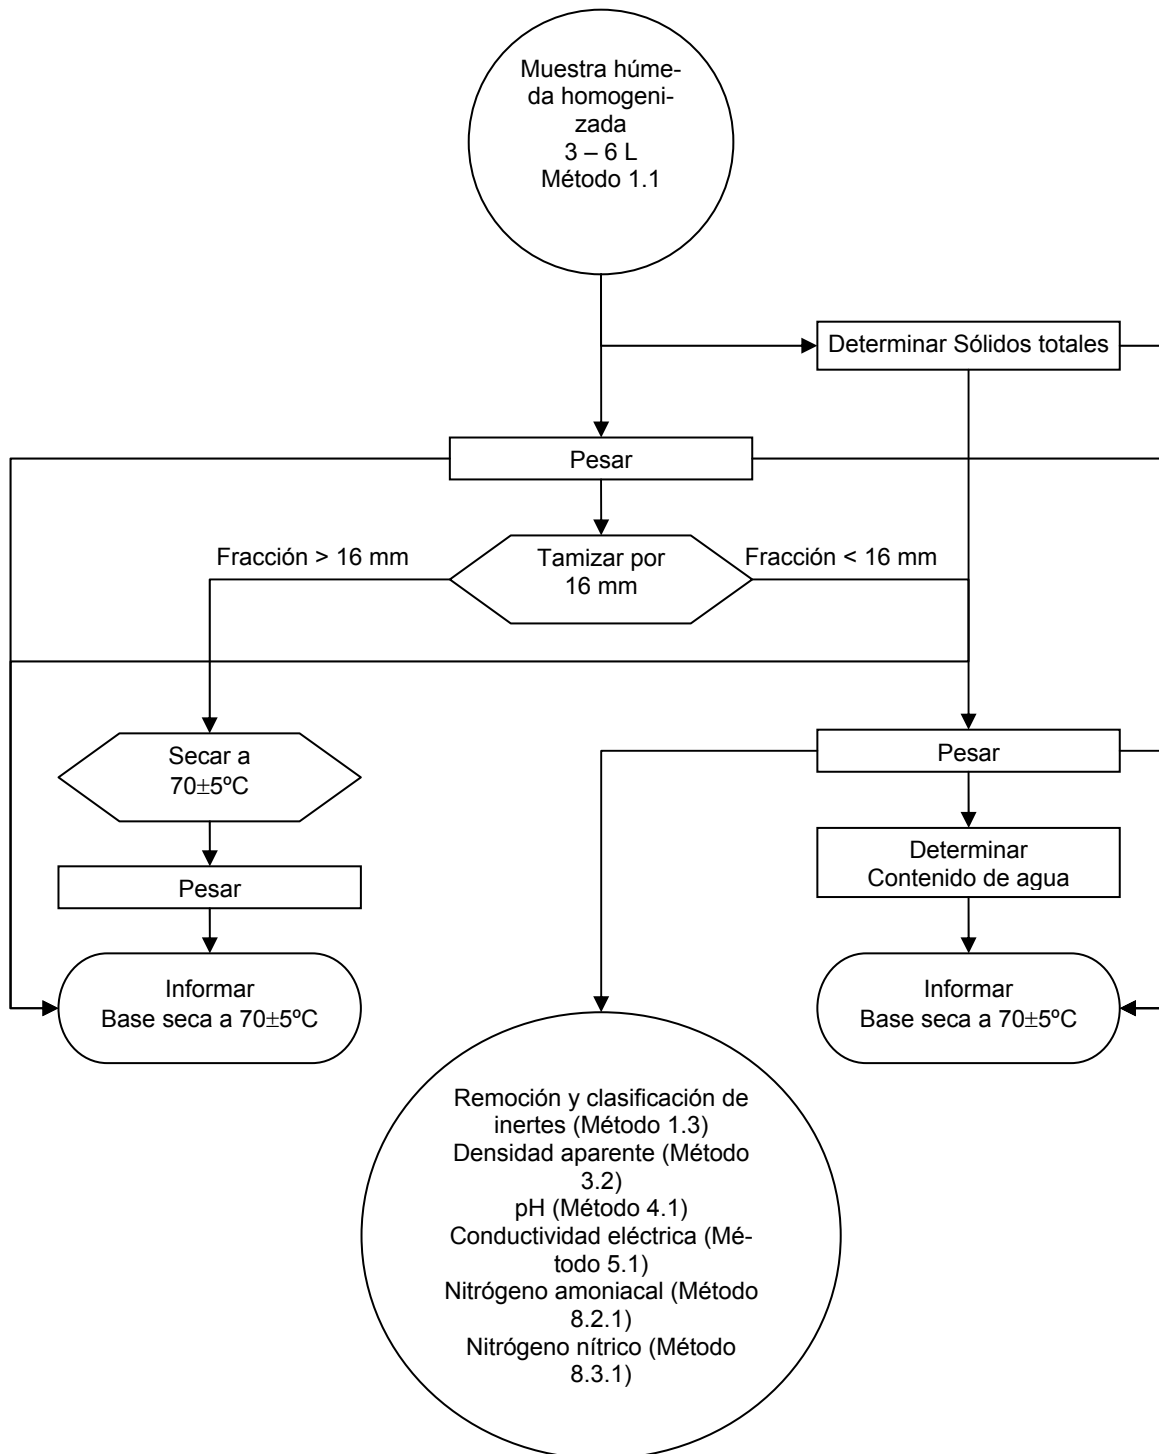 Muestra húme-
da homogeni-
zada
3 – 6 L
Método 1.1
Determinar Sólidos totales
Pesar
Fracción > 16 mm
Tamizar por
16 mm
Fracción < 16 mm
Secar a
70±5ºC
Pesar
Pesar
Determinar
Contenido de agua
Informar
Base seca a 70±5ºC
Informar
Base seca a 70±5ºC
Remoción y clasificación de
inertes (Método 1.3)
Densidad aparente (Método
3.2)
pH (Método 4.1)
Conductividad eléctrica (Mé-
todo 5.1)
Nitrógeno amoniacal (Método
8.2.1)
Nitrógeno nítrico (Método
8.3.1)